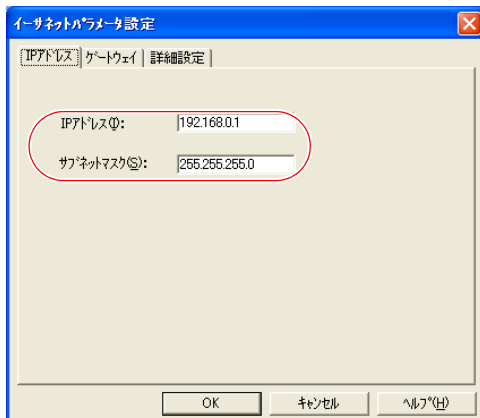 ｲｰｻﾈｯﾄﾊﾟﾗﾒｰﾀ設定
IPｱﾄﾞﾚｽ ｹﾞｰﾄｳｪｲ 詳細設定
IPｱﾄﾞﾚｽ(I): 192.168.0.1
ｻﾌﾞﾈｯﾄﾏｽｸ(S): 255.255.255.0
OK ｷｬﾝｾﾙ ﾍﾙﾌﾟ(H)